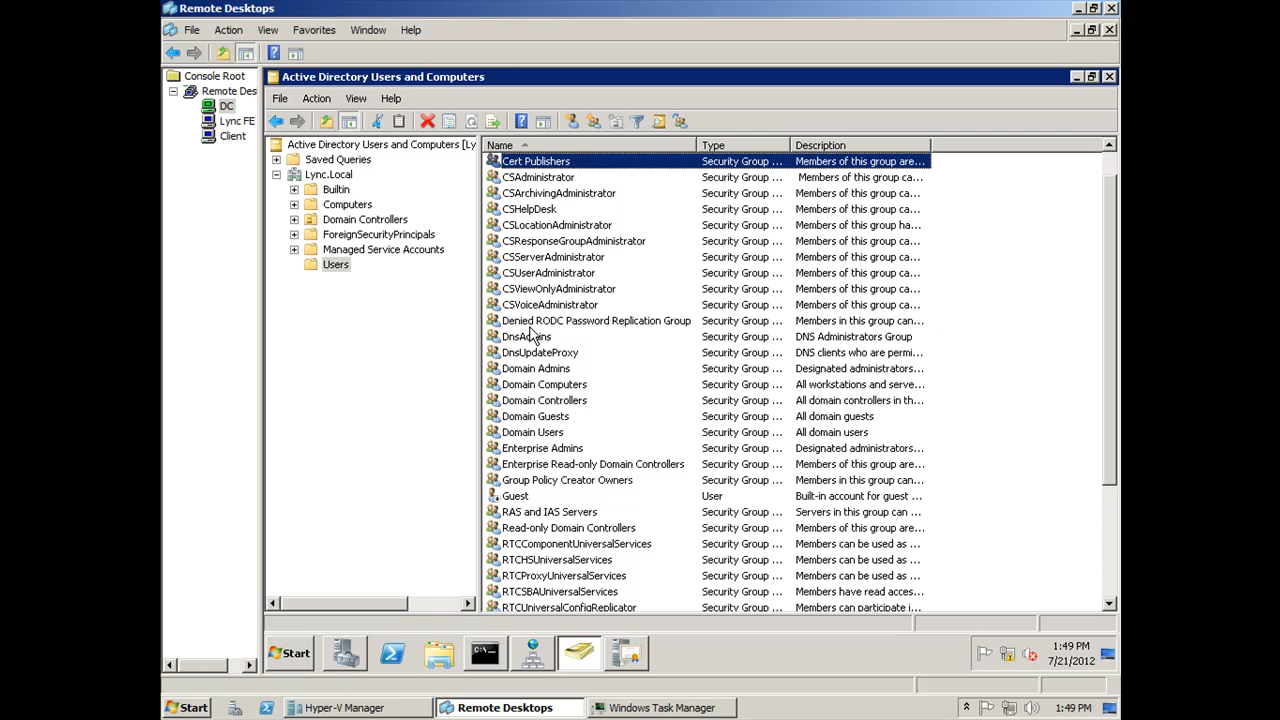 Remote Desktops
File Action View Favorites Window Help
Console Root
Remote Des
DC
Lync FE
Client
Active Directory Users and Computers
File Action View Help
Active Directory Users and Computers [Ly
Saved Queries
Lync.Local
Builtin
Computers
Domain Controllers
ForeignSecurityPrincipals
Managed Service Accounts
Users
Name Type Description
Cert Publishers Security Group ... Members of this group are...
CSAdministrator Security Group ... Members of this group ca...
CSArchivingAdministrator Security Group ... Members of this group ca...
CSHelpDesk Security Group ... Members of this group ca...
CSLocationAdministrator Security Group ... Members of this group ha...
CSResponseGroupAdministrator Security Group ... Members of this group ca...
CSServerAdministrator Security Group ... Members of this group ca...
CSUserAdministrator Security Group ... Members of this group ca...
CSViewOnlyAdministrator Security Group ... Members of this group ca...
CSVoiceAdministrator Security Group ... Members of this group ca...
Denied RODC Password Replication Group Security Group ... Members in this group can...
DnsAdmins Security Group ... DNS Administrators Group
DnsUpdateProxy Security Group ... DNS clients who are permi...
Domain Admins Security Group ... Designated administrators...
Domain Computers Security Group ... All workstations and serve...
Domain Controllers Security Group ... All domain controllers in th...
Domain Guests Security Group ... All domain guests
Domain Users Security Group ... All domain users
Enterprise Admins Security Group ... Designated administrators...
Enterprise Read-only Domain Controllers Security Group ... Members of this group are...
Group Policy Creator Owners Security Group ... Members in this group can...
Guest User Built-in account for guest ...
RAS and IAS Servers Security Group ... Servers in this group can ...
Read-only Domain Controllers Security Group ... Members of this group are...
RTCComponentUniversalServices Security Group ... Members can be used as ...
RTCHSUniversalServices Security Group ... Members can be used as ...
RTCProxyUniversalServices Security Group ... Members can be used as ...
RTCSBAUniversalServices Security Group ... Members have read acces...
RTCUniversalConfigReplicator Security Group ... Members can participate i...
Start
C:\_
1:49 PM
7/21/2012
Start Hyper-V Manager Remote Desktops Windows Task Manager 1:49 PM